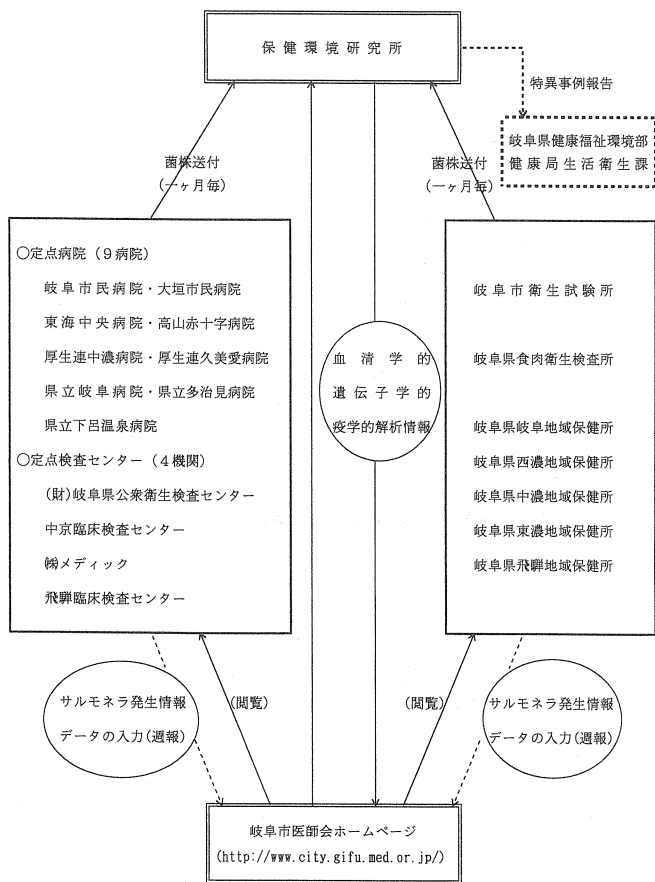 保健環境研究所
特異事例報告
岐阜県健康福祉環境部
健康局生活衛生課
菌株送付
(一ヶ月毎)
菌株送付
(一ヶ月毎)
○定点病院(9病院)
岐阜市民病院・大垣市民病院
東海中央病院・高山赤十字病院
厚生連中濃病院・厚生連久美愛病院
県立岐阜病院・県立多治見病院
県立下呂温泉病院
○定点検査センター(4機関)
(財)岐阜県公衆衛生検査センター
中京臨床検査センター
㈱メディック
飛騨臨床検査センター
血清学的
遺伝子学的
疫学的解析情報
岐阜市衛生試験所
岐阜県食肉衛生検査所
岐阜県岐阜地域保健所
岐阜県西濃地域保健所
岐阜県中濃地域保健所
岐阜県東濃地域保健所
岐阜県飛騨地域保健所
サルモネラ発生情報
データの入力(週報)
(閲覧)
(閲覧)
サルモネラ発生情報
データの入力(週報)
岐阜市医師会ホームページ
(http://www.city.gifu.med.or.jp/)